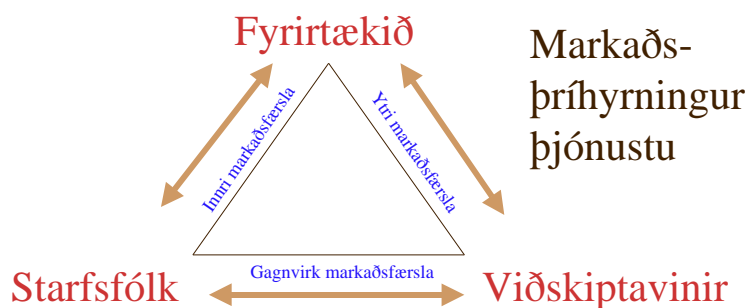 Fyrirtækið
Markaðs-
þríhyrningur
þjónustu
Innri markaðsfærsla
Ytri markaðsfærsla
Gagnvirk markaðsfærsla
Starfsfólk
Viðskiptavinir